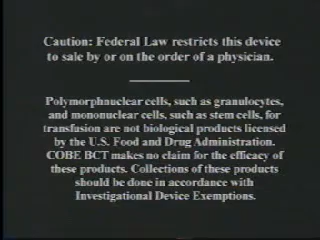 Caution: Federal Law restricts this device
to sale by or on the order of a physician.
Polymorphnuclear cells, such as granulocytes,
and mononuclear cells, such as stem cells, for
transfusion are not biological products licensed
by the U.S. Food and Drug Administration.
COBE BCT makes no claim for the efficacy of
these products. Collections of these products
should be done in accordance with
Investigational Device Exemptions.